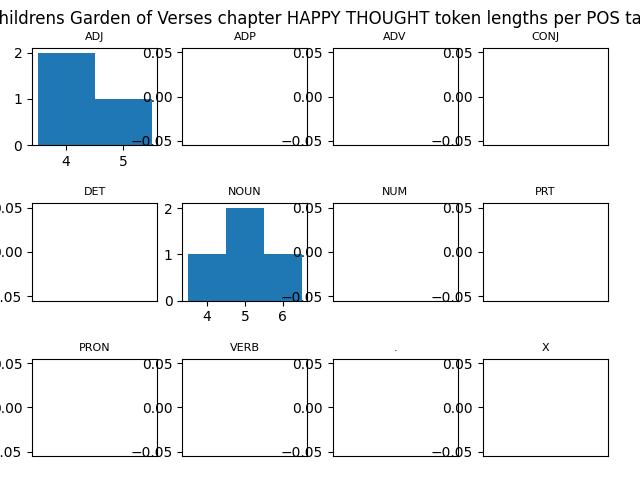 hildrens Garden of Verses chapter HAPPY THOUGHT token lengths per POS ta
ADJ ADP ADV CONJ
2 0.05 0.05 0.05
1 0.00 0.00 0.00
0 −0.05 −0.05 −0.05
4 5
DET NOUN NUM PRT
0.05 2 0.05 0.05
0.00 1 0.00 0.00
0.05 0 −0.05 −0.05
4 5 6
PRON VERB . X
0.05 0.05 0.05 0.05
0.00 0.00 0.00 0.00
0.05 −0.05 −0.05 −0.05